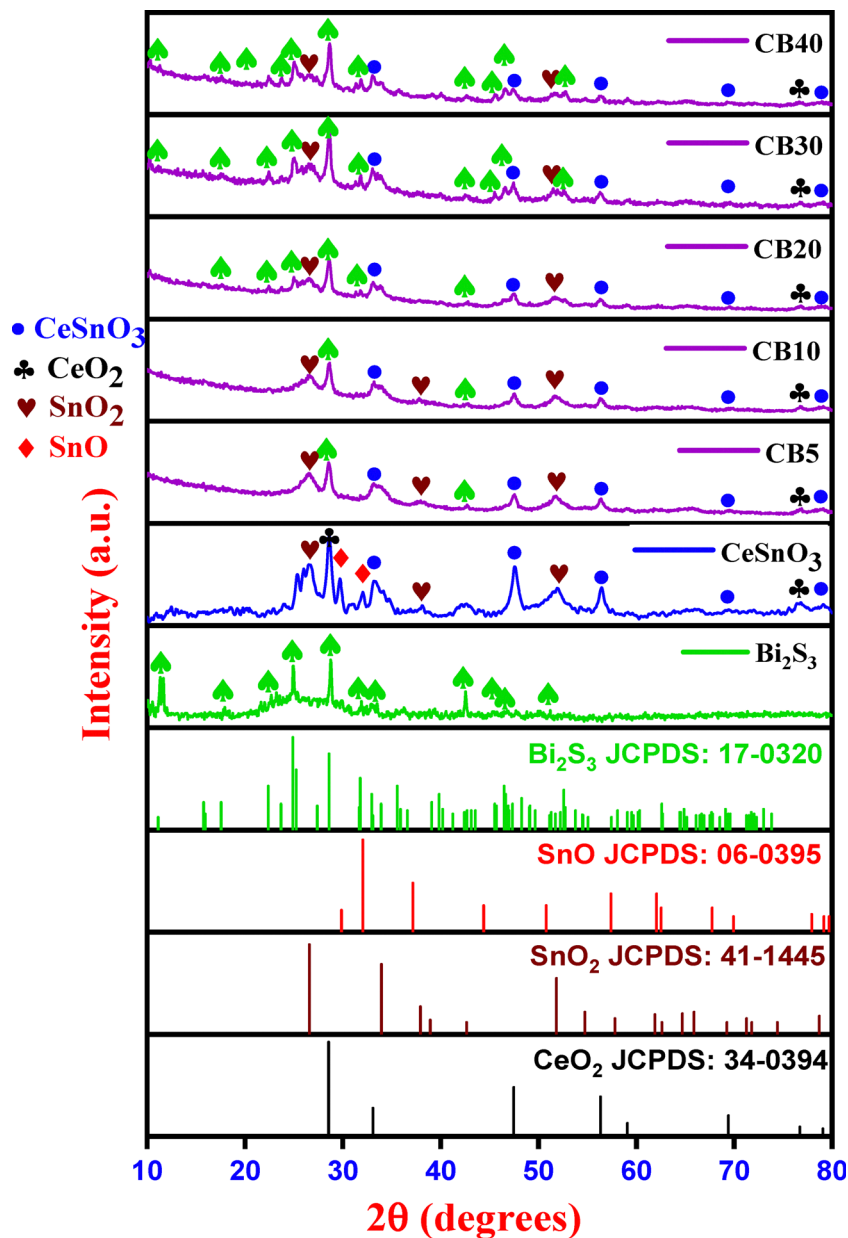 CB40
CB30
CB20
CB10
CB5
CeSnO₃
Bi₂S₃
Bi₂S₃ JCPDS: 17-0320
SnO JCPDS: 06-0395
SnO₂ JCPDS: 41-1445
CeO₂ JCPDS: 34-0394
CeSnO₃
CeO₂
SnO₂
SnO
Intensity (a.u.)
10 20 30 40 50 60 70 80
2θ (degrees)